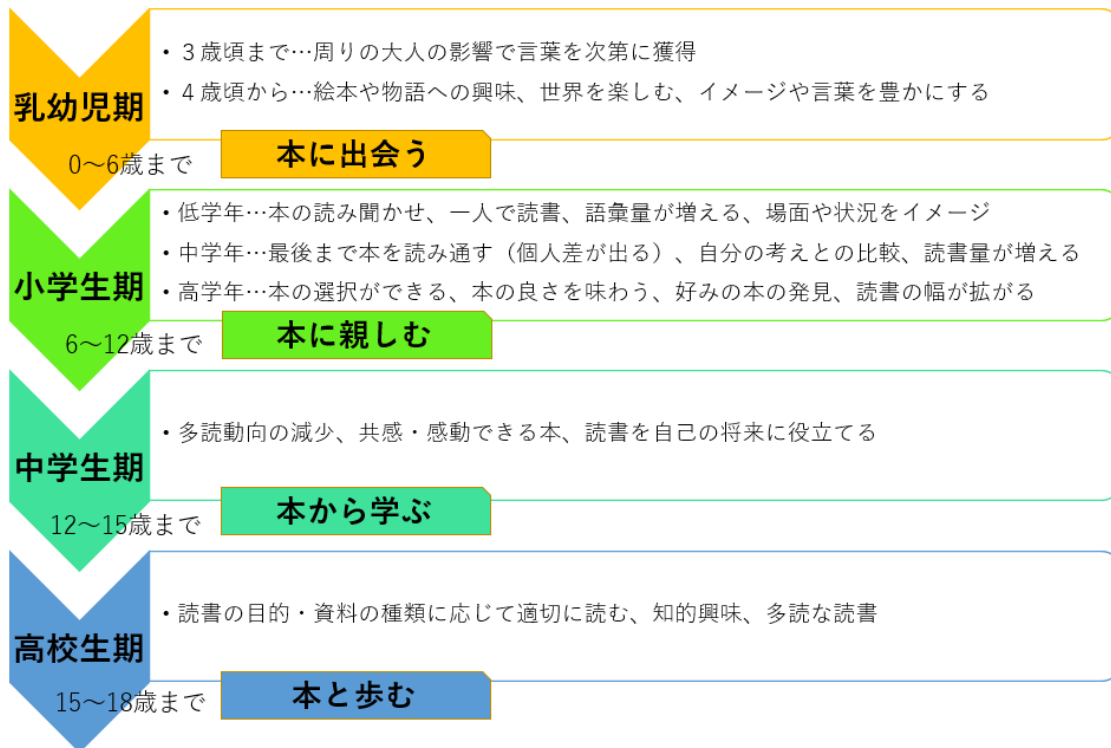 ・３歳頃まで…周りの大人の影響で言葉を次第に獲得
・４歳頃から…絵本や物語への興味、世界を楽しむ、イメージや言葉を豊かにする
乳幼児期
0～6歳まで
本に出会う
・低学年…本の読み聞かせ、一人で読書、語彙量が増える、場面や状況をイメージ
・中学年…最後まで本を読み通す（個人差が出る）、自分の考えとの比較、読書量が増える
・高学年…本の選択ができる、本の良さを味わう、好みの本の発見、読書の幅が拡がる
小学生期
6～12歳まで
本に親しむ
・多読動向の減少、共感・感動できる本、読書を自己の将来に役立てる
中学生期
12～15歳まで
本から学ぶ
・読書の目的・資料の種類に応じて適切に読む、知的興味、多読な読書
高校生期
15～18歳まで
本と歩む